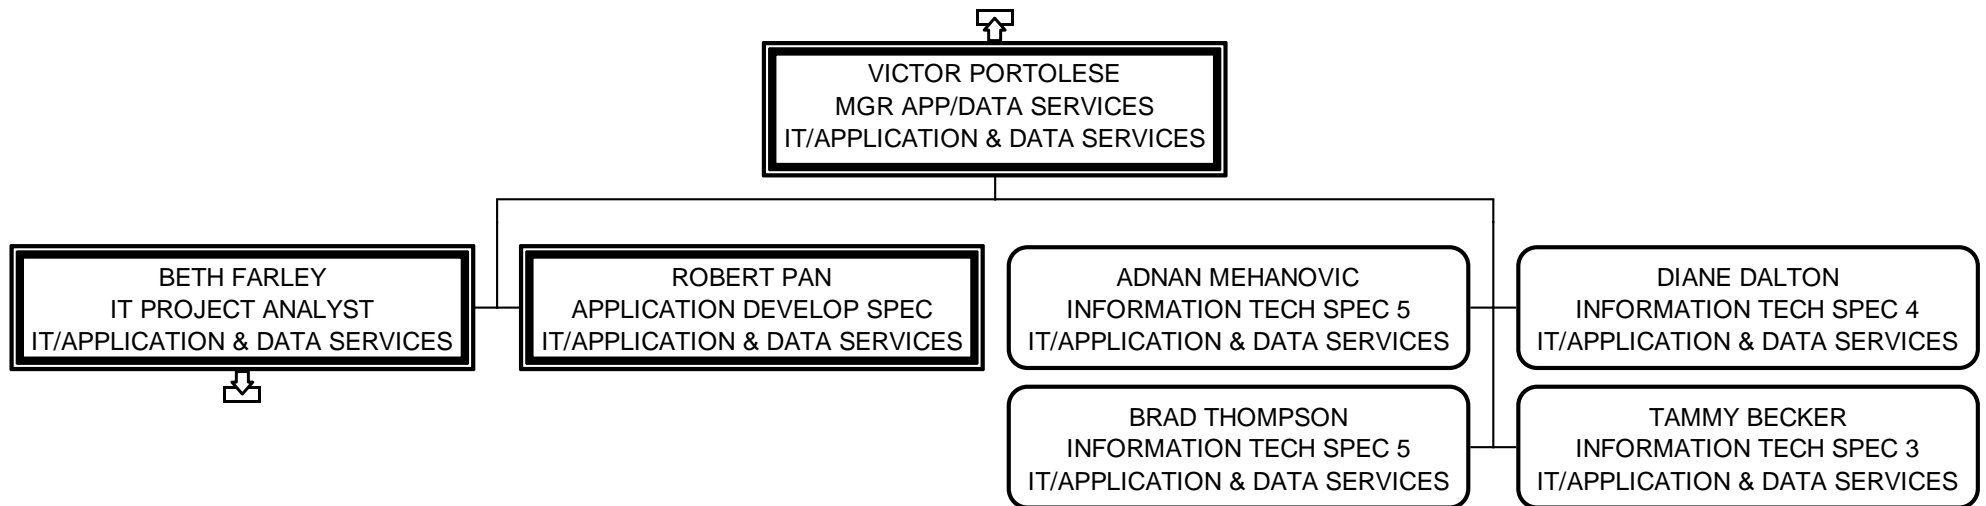 VICTOR PORTOLESE
MGR APP/DATA SERVICES
IT/APPLICATION & DATA SERVICES
BETH FARLEY
IT PROJECT ANALYST
IT/APPLICATION & DATA SERVICES
ROBERT PAN
APPLICATION DEVELOP SPEC
IT/APPLICATION & DATA SERVICES
ADNAN MEHANOVIC
INFORMATION TECH SPEC 5
IT/APPLICATION & DATA SERVICES
DIANE DALTON
INFORMATION TECH SPEC 4
IT/APPLICATION & DATA SERVICES
BRAD THOMPSON
INFORMATION TECH SPEC 5
IT/APPLICATION & DATA SERVICES
TAMMY BECKER
INFORMATION TECH SPEC 3
IT/APPLICATION & DATA SERVICES